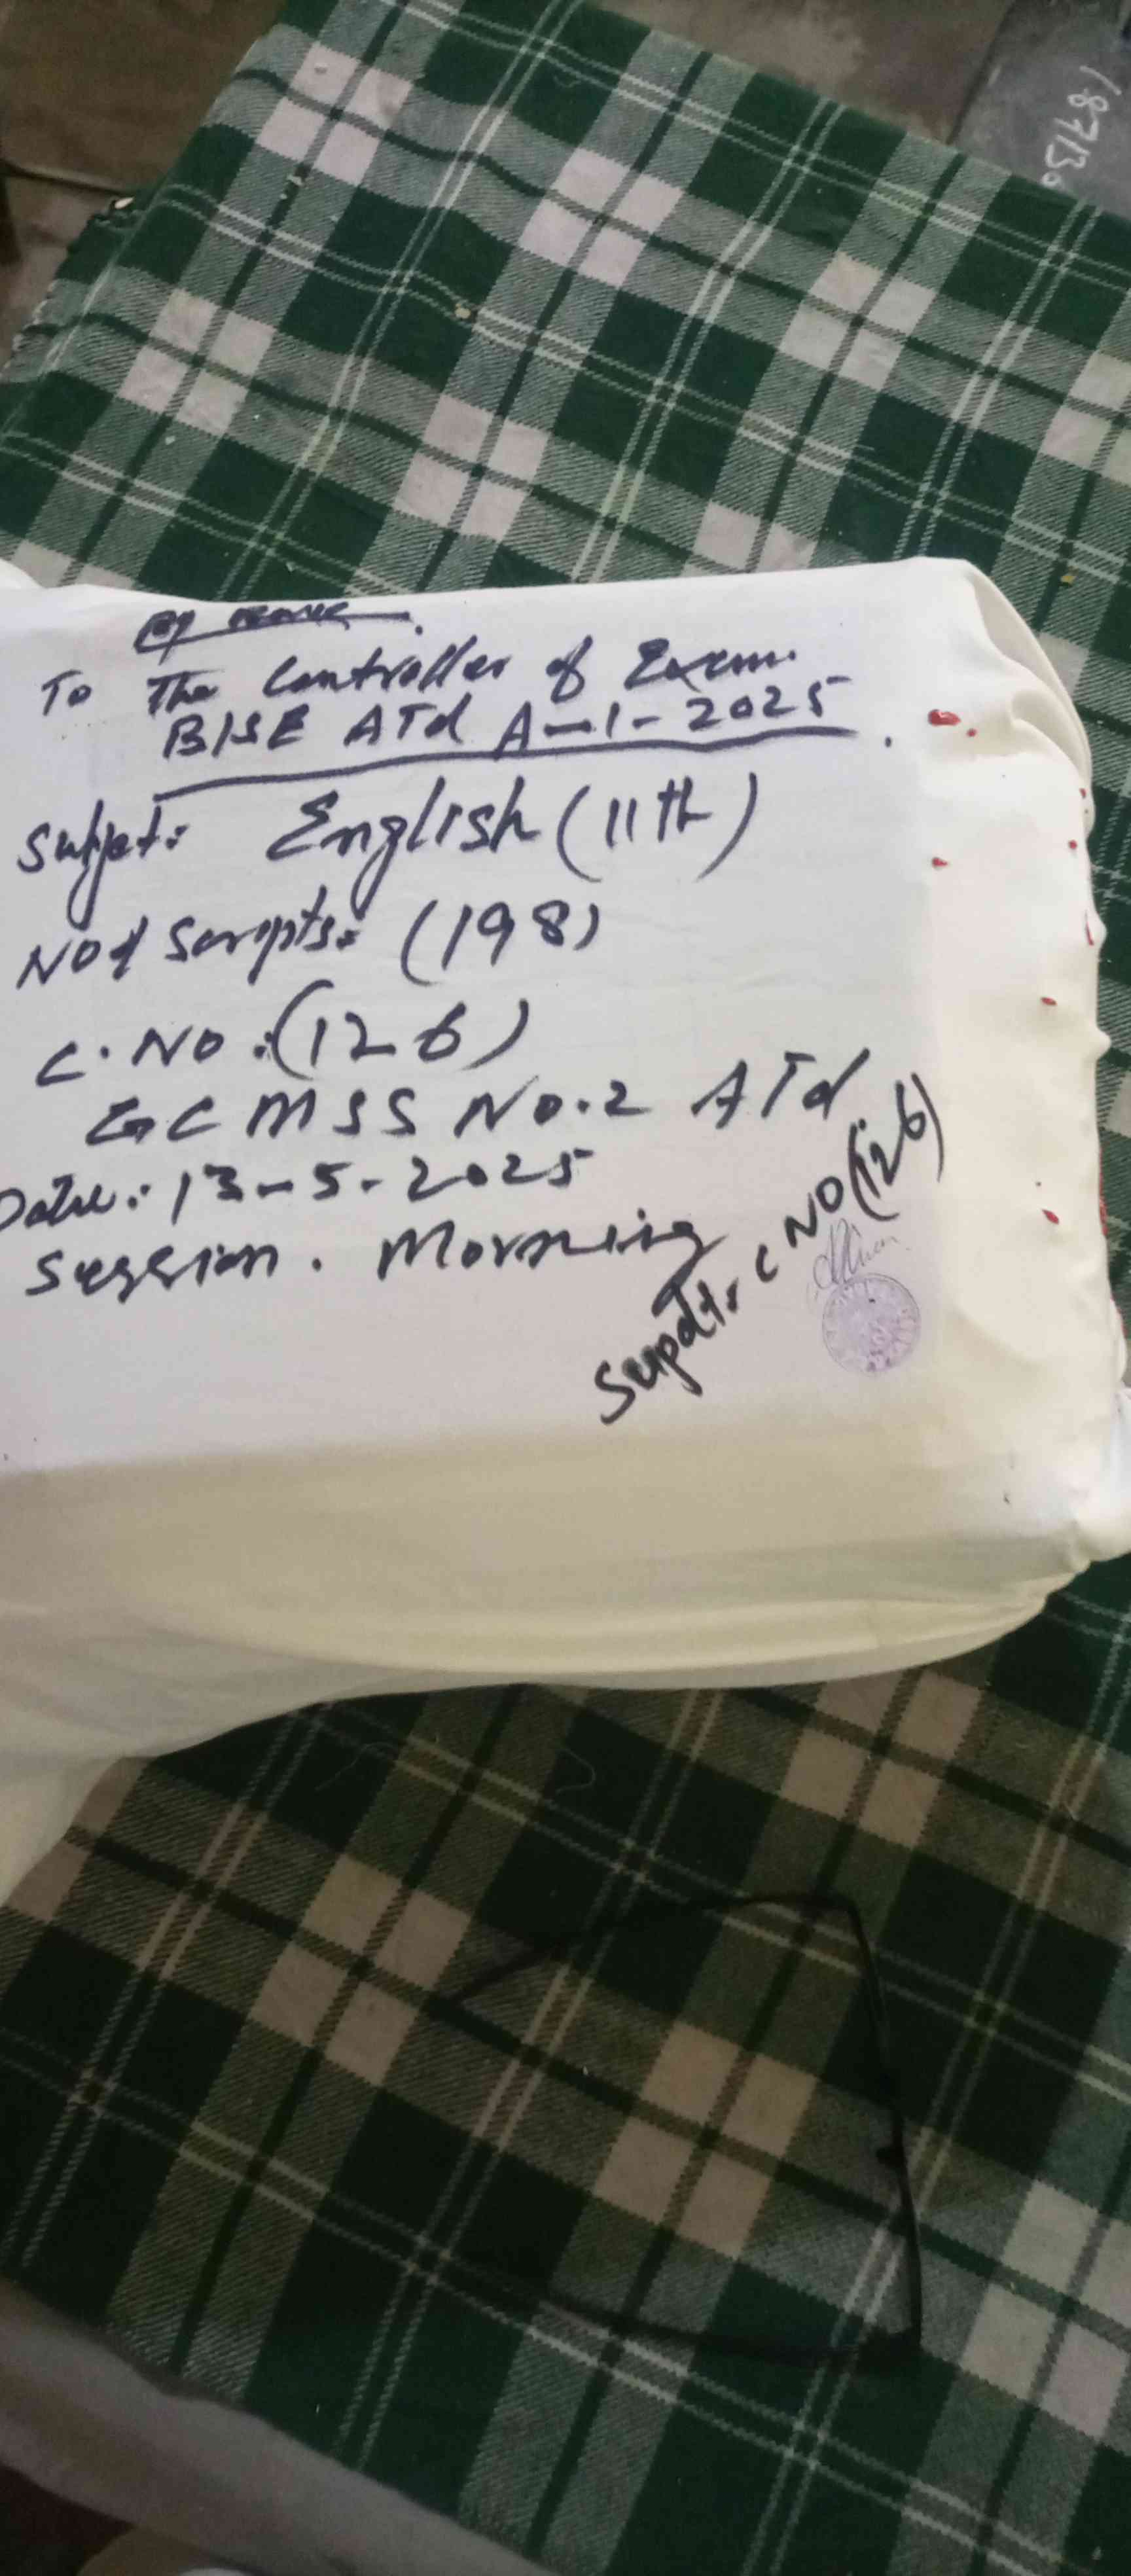 To The Controller of Exam.
BISE ATd A-1-2025.
Subject: English (11th)
No of Scripts: (198)
C.No: (126)
GCMSS No.2 ATd
Date: 13-5-2025
Session. Morning
Supdt. C NO (126)